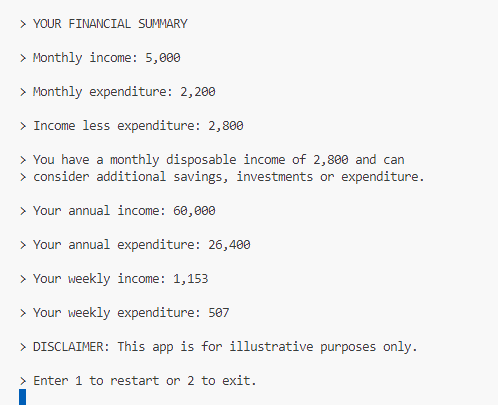 > YOUR FINANCIAL SUMMARY
> Monthly income: 5,000
> Monthly expenditure: 2,200
> Income less expenditure: 2,800
> You have a monthly disposable income of 2,800 and can
> consider additional savings, investments or expenditure.
> Your annual income: 60,000
> Your annual expenditure: 26,400
> Your weekly income: 1,153
> Your weekly expenditure: 507
> DISCLAIMER: This app is for illustrative purposes only.
> Enter 1 to restart or 2 to exit.